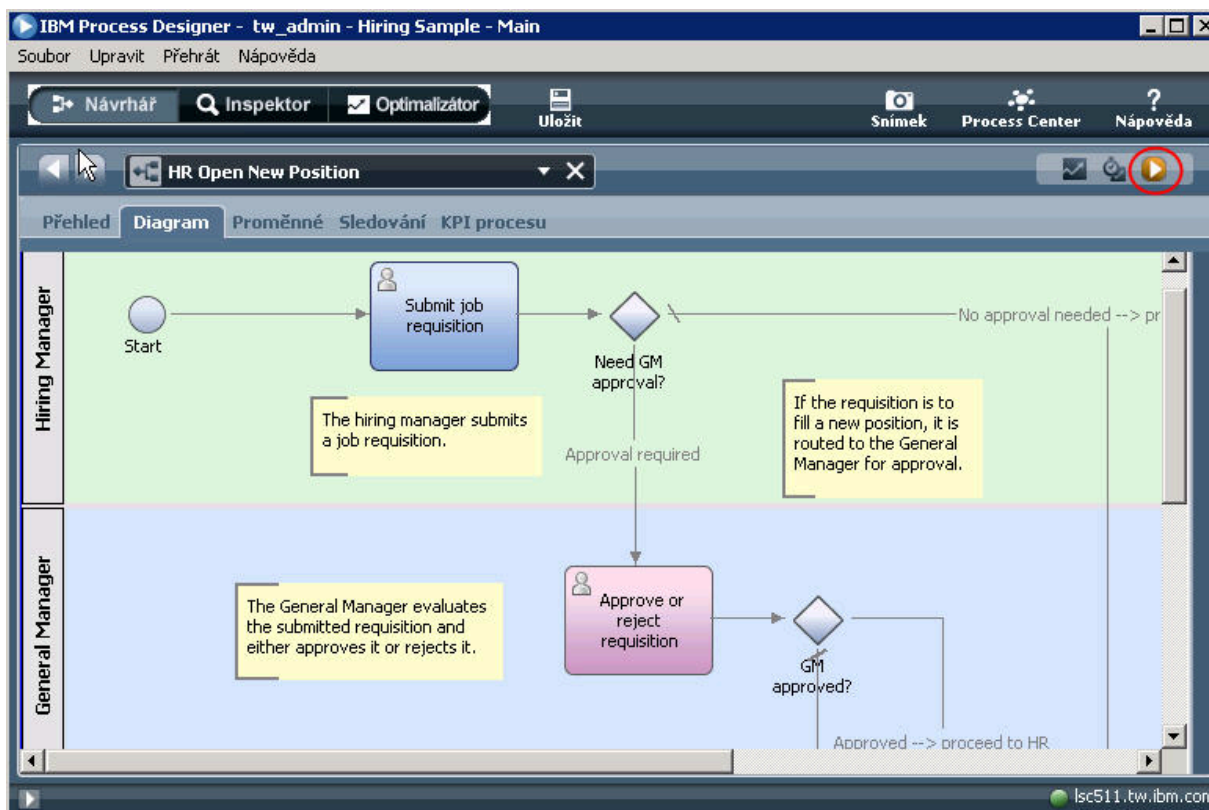 IBM Process Designer - tw_admin - Hiring Sample - Main
Soubor Upravit Přehrát Nápověda
Návrhář Inspektor Optimalizátor Uložit Snímek Process Center Nápověda
HR Open New Position
Přehled Diagram Proměnné Sledování KPI procesu
Hiring Manager
Start
Submit job
requisition
Need GM
approval?
No approval needed --> pr
The hiring manager submits
a job requisition.
If the requisition is to
fill a new position, it is
routed to the General
Manager for approval.
Approval required
General Manager
The General Manager evaluates
the submitted requisition and
either approves it or rejects it.
Approve or
reject
requisition
GM
approved?
Approved --> proceed to HR
lsc511.tw.ibm.com